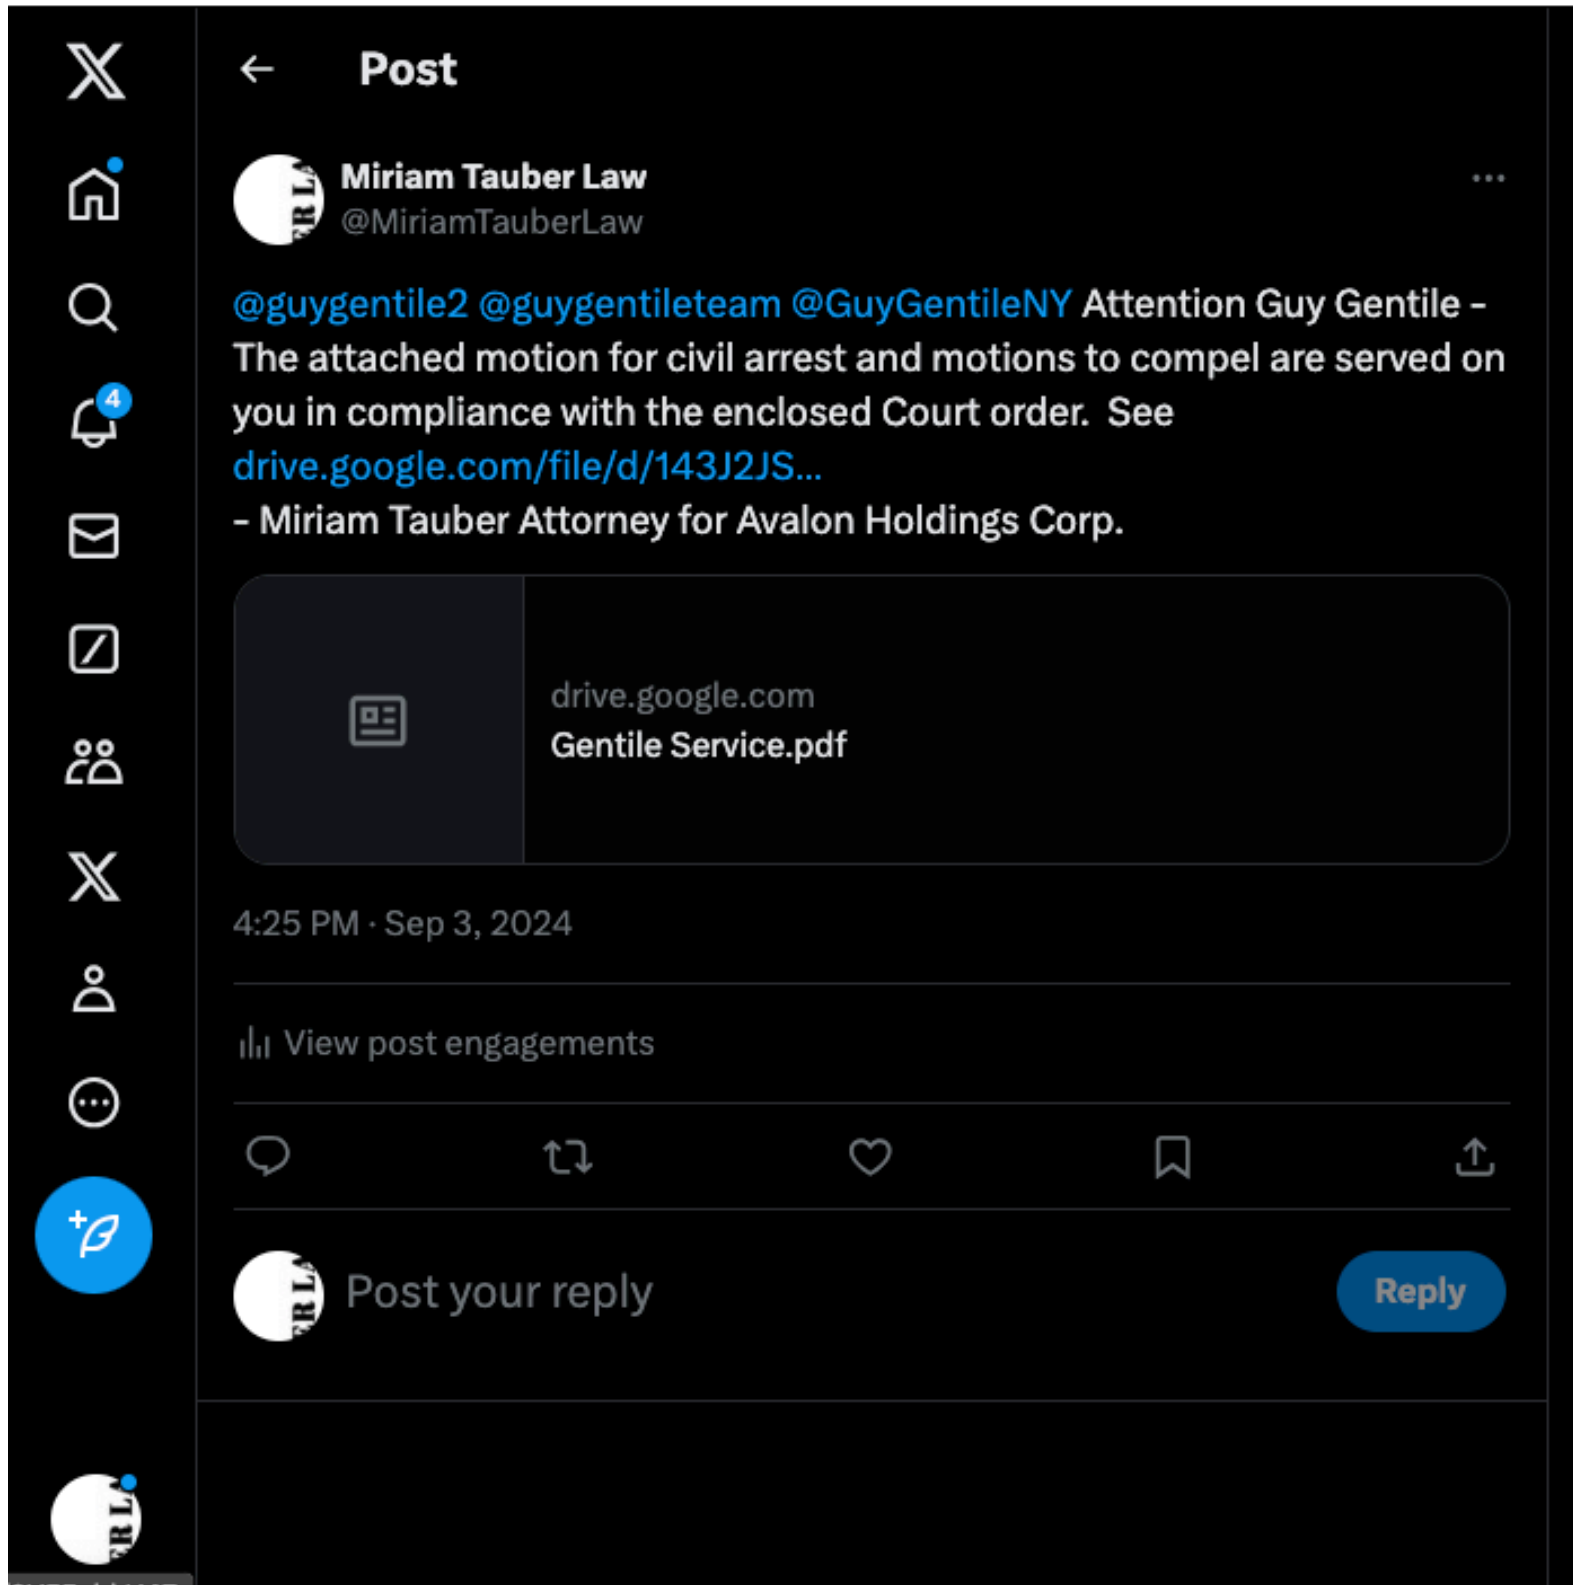 Post
Miriam Tauber Law
@MiriamTauberLaw
@guygentile2 @guygentileteam @GuyGentileNY Attention Guy Gentile -
The attached motion for civil arrest and motions to compel are served on
you in compliance with the enclosed Court order.  See
drive.google.com/file/d/143J2JS...
- Miriam Tauber Attorney for Avalon Holdings Corp.
4
drive.google.com
Gentile Service.pdf
4:25 PM · Sep 3, 2024
View post engagements
ER LA
Post your reply
Reply